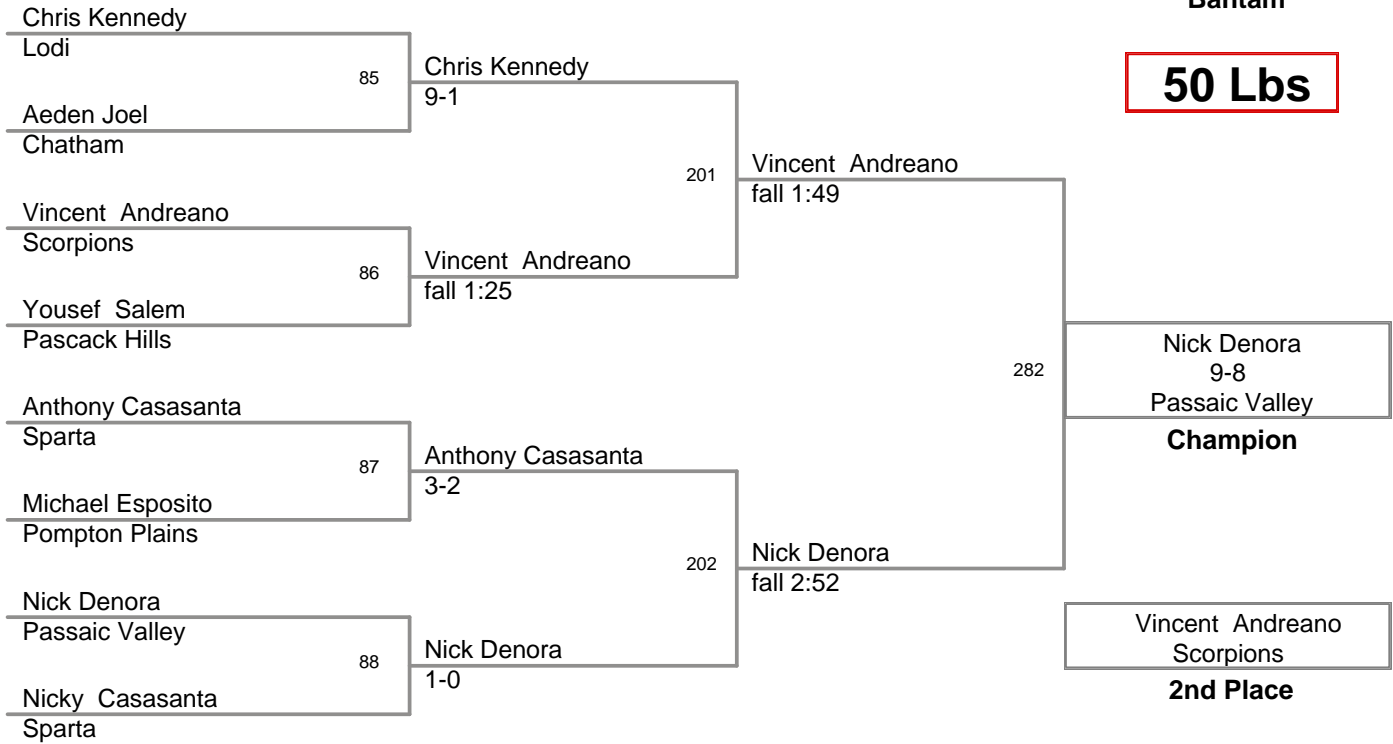 Bantam
50 Lbs
Chris Kennedy
Lodi
85
Aeden Joel
Chatham
Chris Kennedy
9-1
Vincent Andreano
Scorpions
86
Yousef Salem
Pascack Hills
Vincent Andreano
fall 1:25
201
Vincent Andreano
fall 1:49
Anthony Casasanta
Sparta
87
Michael Esposito
Pompton Plains
Anthony Casasanta
3-2
Nick Denora
Passaic Valley
88
Nicky Casasanta
Sparta
Nick Denora
1-0
202
Nick Denora
fall 2:52
282
Nick Denora
9-8
Passaic Valley
Champion
Vincent Andreano
Scorpions
2nd Place